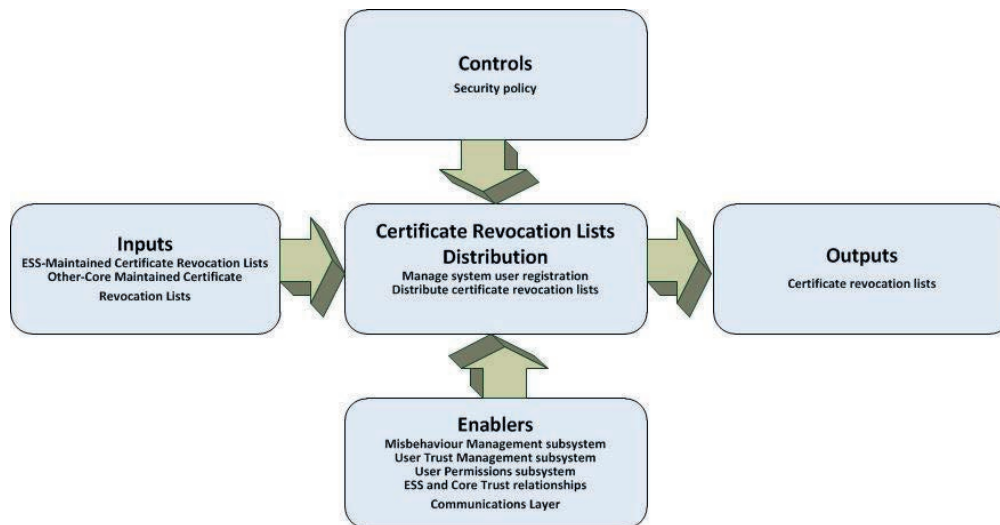 Controls
Security policy
Inputs
ESS-Maintained Certificate Revocation Lists
Other-Core Maintained Certificate
Revocation Lists
Certificate Revocation Lists
Distribution
Manage system user registration
Distribute certificate revocation lists
Outputs
Certificate revocation lists
Enablers
Misbehaviour Management subsystem
User Trust Management subsystem
User Permissions subsystem
ESS and Core Trust relationships
Communications Layer